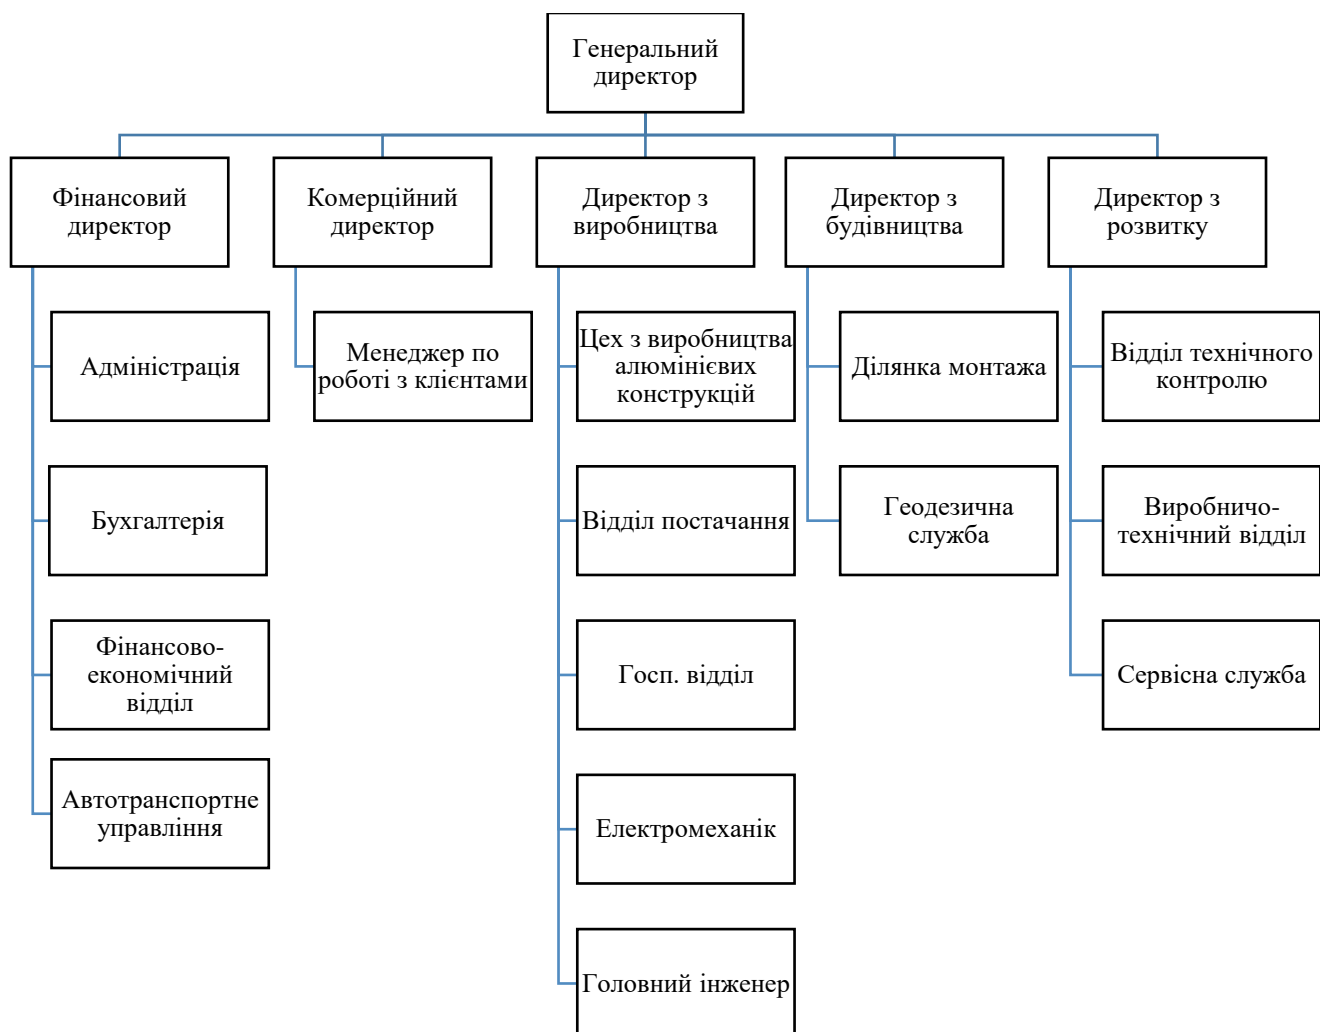 Генеральний
директор
Фінансовий
директор
Комерційний
директор
Директор з
виробництва
Директор з
будівництва
Директор з
розвитку
Адміністрація
Бухгалтерія
Фінансово-
економічний
відділ
Автотранспортне
управління
Менеджер по
роботі з клієнтами
Цех з виробництва
алюмінієвих
конструкцій
Відділ постачання
Госп. відділ
Електромеханік
Головний інженер
Ділянка монтажа
Геодезична
служба
Відділ технічного
контролю
Виробничо-
технічний відділ
Сервісна служба